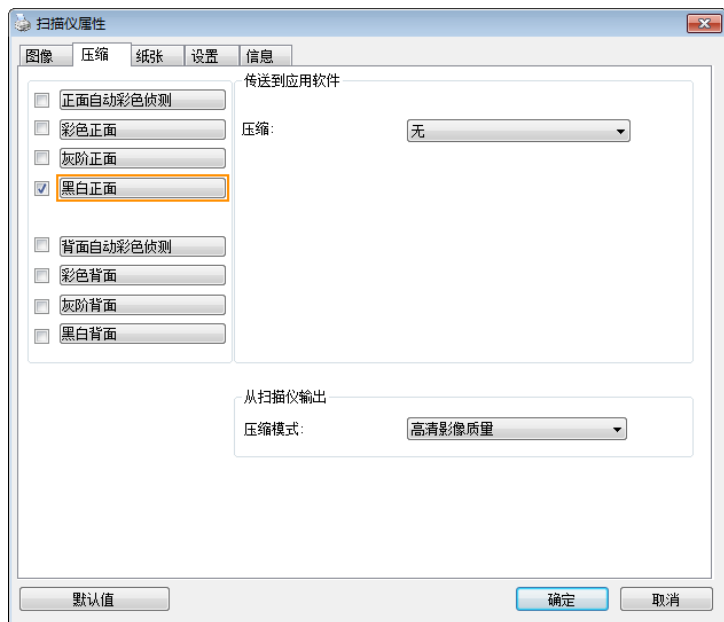 扫描仪属性
图像 压缩 纸张 设置 信息
正面自动彩色侦测
彩色正面
灰阶正面
黑白正面
背面自动彩色侦测
彩色背面
灰阶背面
黑白背面
传送到应用软件
压缩: 无
从扫描仪输出
压缩模式: 高清影像质量
默认值 确定 取消